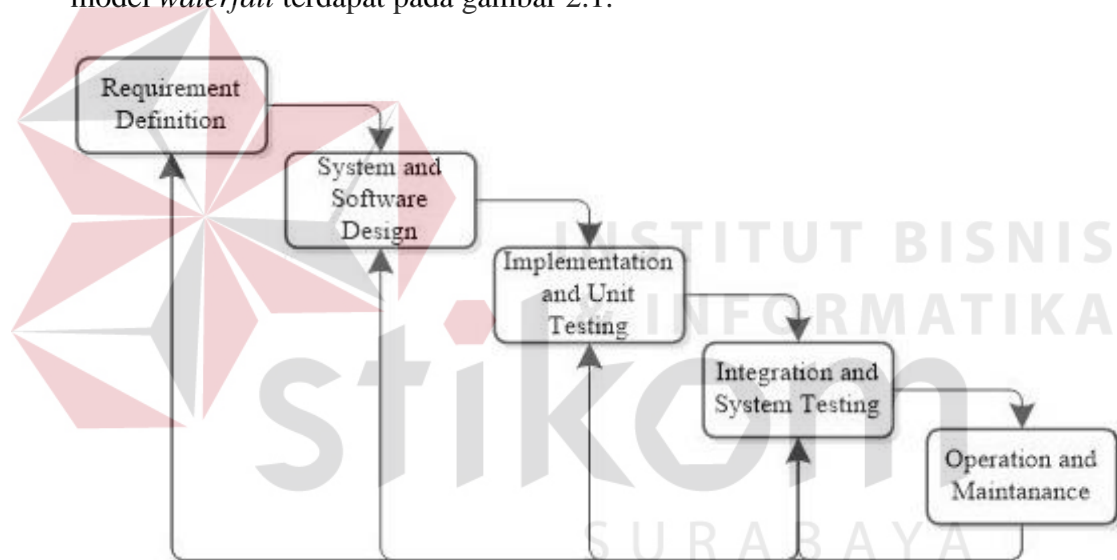 model waterfall terdapat pada gambar 2.1.
Requirement
Definition
System and
Software
Design
Implementation
and Unit
Testing
Integration and
System Testing
Operation and
Maintanance
INSTITUT BISNIS
& INFORMATIKA
stikom
SURABAYA